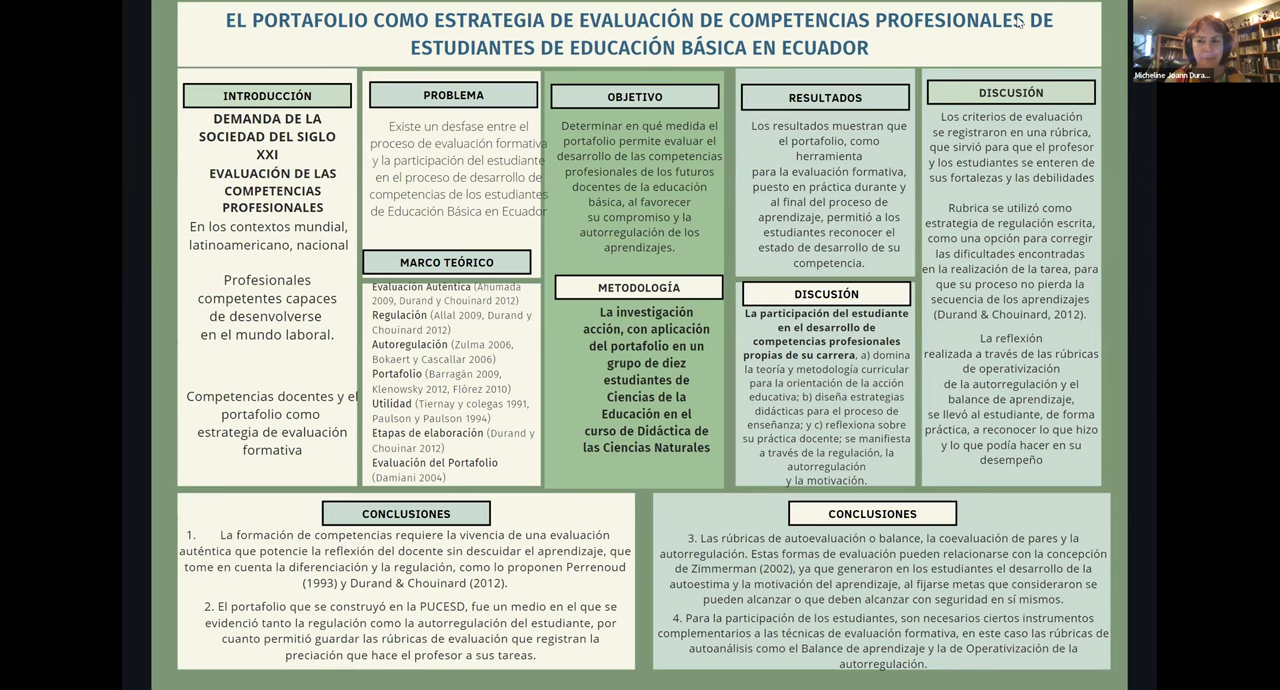 EL PORTAFOLIO COMO ESTRATEGIA DE EVALUACIÓN DE COMPETENCIAS PROFESIONALES DE
ESTUDIANTES DE EDUCACIÓN BÁSICA EN ECUADOR
Micheline Joann Dura...
INTRODUCCIÓN
DEMANDA DE LA
SOCIEDAD DEL SIGLO
XXI
EVALUACIÓN DE LAS
COMPETENCIAS
PROFESIONALES
En los contextos mundial,
latinoamericano, nacional
Profesionales
competentes capaces
de desenvolverse
en el mundo laboral.
Competencias docentes y el
portafolio como
estrategia de evaluación
formativa
PROBLEMA
Existe un desfase entre el
proceso de evaluación formativa
y la participación del estudiante
en el proceso de desarrollo de
competencias de los estudiantes
de Educación Básica en Ecuador
MARCO TEÓRICO
Evaluación Auténtica (Ahumada
2009, Durand y Chouinard 2012)
Regulación (Allal 2009, Durand y
Chouinard 2012)
Autoregulación (Zulma 2006,
Bokaert y Cascallar 2006)
Portafolio (Barragán 2009,
Klenowsky 2012, Flórez 2010)
Utilidad (Tiernay y colegas 1991,
Paulson y Paulson 1994)
Etapas de elaboración (Durand y
Chouinar 2012)
Evaluación del Portafolio
(Damiani 2004)
OBJETIVO
Determinar en qué medida el
portafolio permite evaluar el
desarrollo de las competencias
profesionales de los futuros
docentes de la educación
básica, al favorecer
su compromiso y la
autorregulación de los
aprendizajes.
METODOLOGÍA
La investigación
acción, con aplicación
del portafolio en un
grupo de diez
estudiantes de
Ciencias de la
Educación en el
curso de Didáctica de
las Ciencias Naturales
RESULTADOS
Los resultados muestran que
el portafolio, como
herramienta
para la evaluación formativa,
puesto en práctica durante y
al final del proceso de
aprendizaje, permitió a los
estudiantes reconocer el
estado de desarrollo de su
competencia.
DISCUSIÓN
La participación del estudiante
en el desarrollo de
competencias profesionales
propias de su carrera, a) domina
la teoría y metodología curricular
para la orientación de la acción
educativa; b) diseña estrategias
didácticas para el proceso de
enseñanza; y c) reflexiona sobre
su práctica docente; se manifiesta
a través de la regulación, la
autorregulación
y la motivación.
DISCUSIÓN
Los criterios de evaluación
se registraron en una rúbrica,
que sirvió para que el profesor
y los estudiantes se enteren de
sus fortalezas y las debilidades
Rubrica se utilizó como
estrategia de regulación escrita,
como una opción para corregir
las dificultades encontradas
en la realización de la tarea, para
que su proceso no pierda la
secuencia de los aprendizajes
(Durand & Chouinard, 2012).
La reflexión
realizada a través de las rúbricas
de operativización
de la autorregulación y el
balance de aprendizaje,
se llevó al estudiante, de forma
práctica, a reconocer lo que hizo
y lo que podía hacer en su
desempeño
CONCLUSIONES
1. La formación de competencias requiere la vivencia de una evaluación
auténtica que potencie la reflexión del docente sin descuidar el aprendizaje, que
tome en cuenta la diferenciación y la regulación, como lo proponen Perrenoud
(1993) y Durand & Chouinard (2012).
2. El portafolio que se construyó en la PUCESD, fue un medio en el que se
evidenció tanto la regulación como la autorregulación del estudiante, por
cuanto permitió guardar las rúbricas de evaluación que registran la
preciación que hace el profesor a sus tareas.
CONCLUSIONES
3. Las rúbricas de autoevaluación o balance, la coevaluación de pares y la
autorregulación. Estas formas de evaluación pueden relacionarse con la concepción
de Zimmerman (2002), ya que generaron en los estudiantes el desarrollo de la
autoestima y la motivación del aprendizaje, al fijarse metas que consideraron se
pueden alcanzar o que deben alcanzar con seguridad en sí mismos.
4. Para la participación de los estudiantes, son necesarios ciertos instrumentos
complementarios a las técnicas de evaluación formativa, en este caso las rúbricas de
autoanálisis como el Balance de aprendizaje y la de Operativización de la
autorregulación.